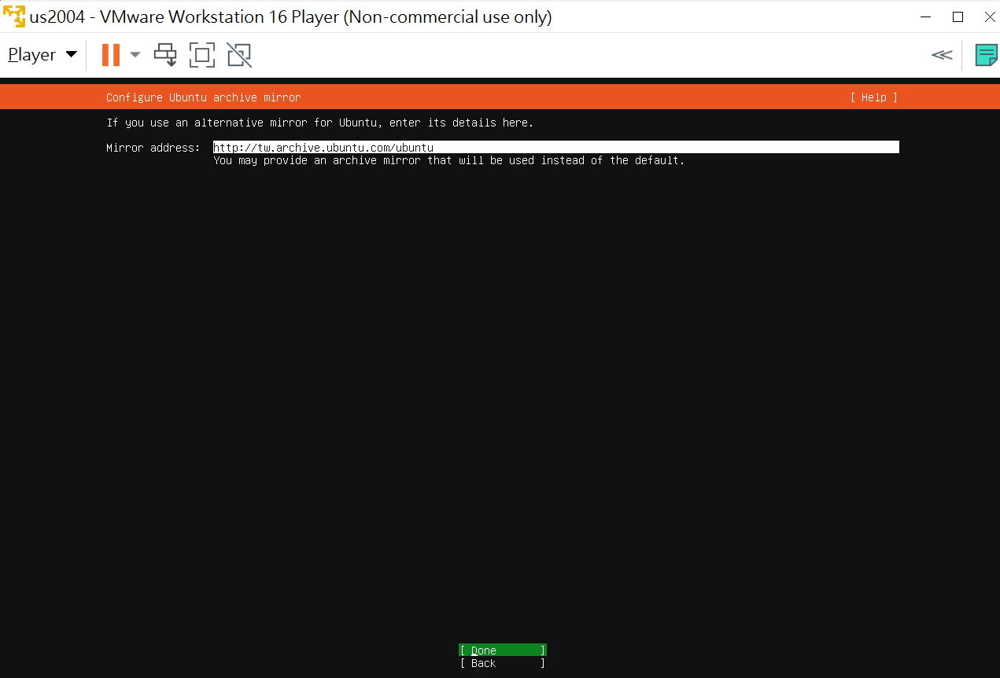 us2004 - VMware Workstation 16 Player (Non-commercial use only)
Player
Configure Ubuntu archive mirror [ Help ]
If you use an alternative mirror for Ubuntu, enter its details here.
Mirror address: http://tw.archive.ubuntu.com/ubuntu
You may provide an archive mirror that will be used instead of the default.
[ Done ]
[ Back ]